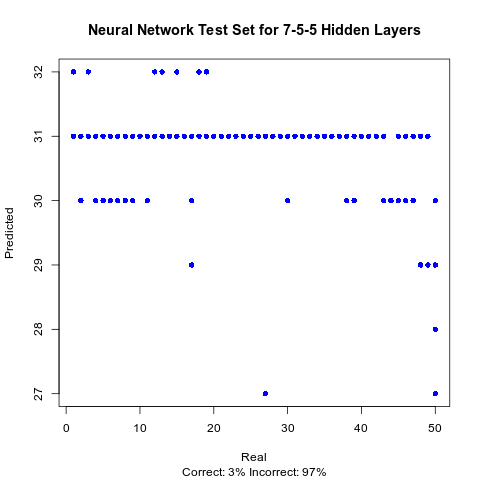 Neural Network Test Set for 7-5-5 Hidden Layers
32
31
30
29
28
27
Predicted
0 10 20 30 40 50
Real
Correct: 3% Incorrect: 97%